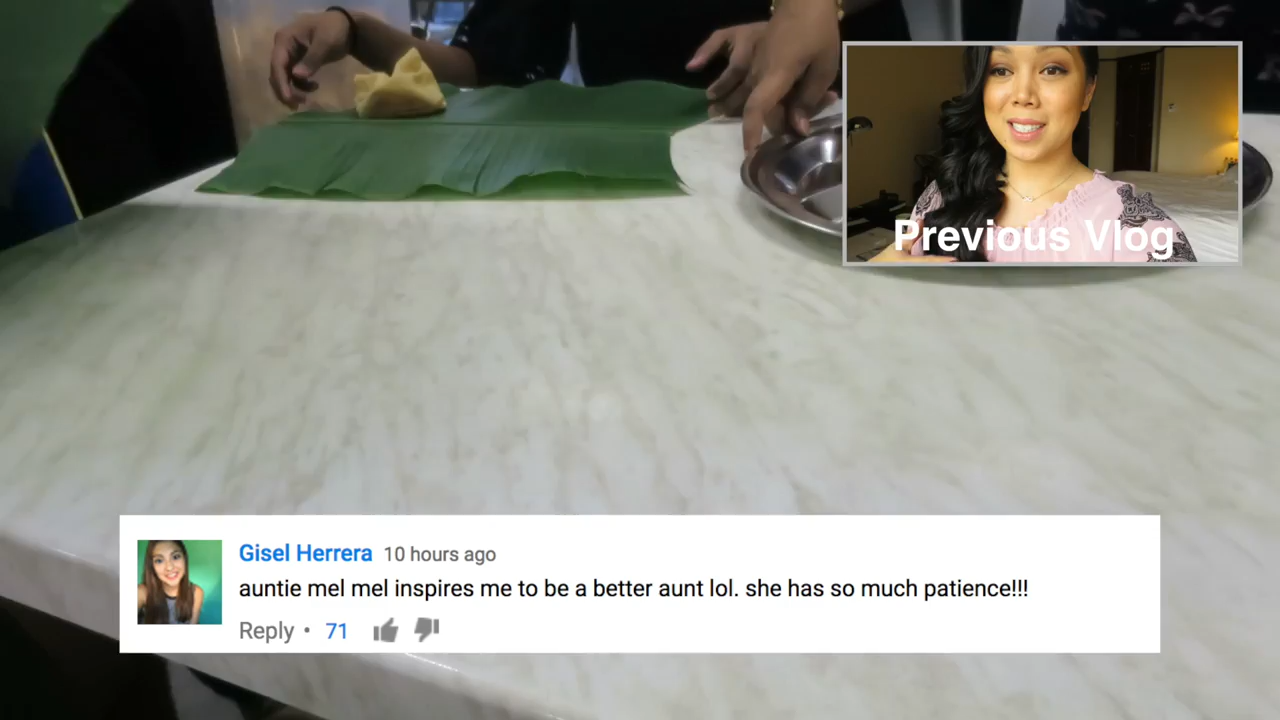 Previous Vlog
Gisel Herrera 10 hours ago
auntie mel mel inspires me to be a better aunt lol. she has so much patience!!!
Reply • 71